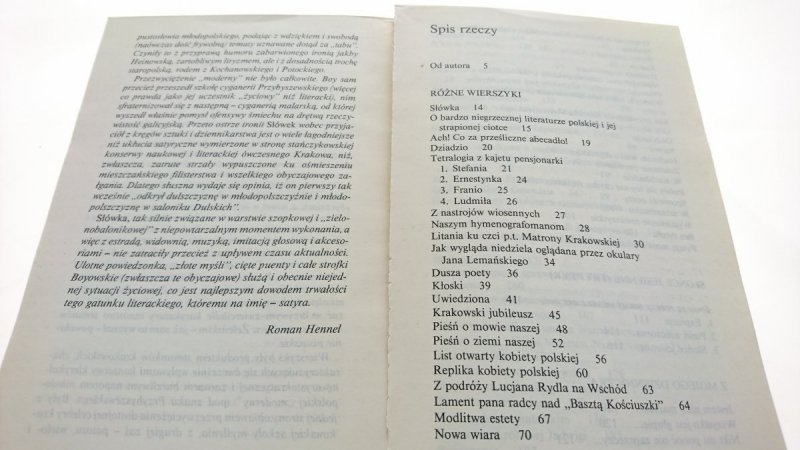 pustosłowia młodopolskiego, podając z wdziękiem i swobodą
(naówczas dość frywolną) tematy uznawane dotąd za „tabu”.
Czyniły to z przyprawą humoru zabarwionego ironią jakby
Heinowską, żartobliwym liryzmem, ale i z dosadnością trochę
staropolską, rodem z Kochanowskiego i Potockiego.
Przezwyciężenie „moderny” nie było całkowite. Boy sam
przecież przeszedł szkołę cyganerii Przybyszewskiego (więcej
co prawda jako jej uczestnik „życiowy” niż literacki), nim
sfraternizował się z następną – cyganerią malarską, od której
wyszedł właśnie pomysł ofensywy śmiechu na drętwą rzeczy-
wistość galicyjską. Przeto ostrze ironii Słówek wobec przyja-
ciół z kręgów sztuki i dziennikarstwa jest o wiele łagodniejsze
niż ukłucia satyryczne wymierzone w stronę stańczykowskiej
konserwy naukowej i literackiej ówczesnego Krakowa, niż,
zwłaszcza, zatrute strzały wypuszczone ku ośmieszeniu
mieszczańskiego filisterstwa i wszelkiego obyczajowego za-
kłgania. Dlatego słuszna wydaje się opinia, iż on pierwszy tak
wcześnie „odkrył dulszczyznę w młodopolszczyźnie i młodo-
polszczyznę w saloniku Dulskich”.
Słówka, tak silnie związane w warstwie szopkowej i „zielo-
nobalonikowej” z niepowtarzalnym momentem wykonania, a
więc z estradą, widownią, muzyką, imitacją głosową i akceso-
riami – nie zatraciły przecież z upływem czasu aktualności.
Ulotne powiedzonka, „złote myśli”, cięte puenty i całe strofki
Boyowskie (zwłaszcza te obyczajowe) służą i obecnie niejed-
nej sytuacji życiowej, co jest najlepszym dowodem trwałości
tego gatunku literackiego, któremu na imię – satyra.
Roman Hennel
Spis rzeczy
Od autora 5
RÓŻNE WIERSZYKI
Słówka 14
O bardzo niegrzecznej literaturze polskiej i jej
strapionej ciotce 15
Ach! Co za prześliczne abecadło! 19
Dziadzio 20
Tetralogia z kajetu pensjonarki
1. Stefania 21
2. Ernestynka 24
3. Franio 25
4. Ludmiła 26
Z nastrojów wiosennych 27
Naszym hymenografomanom 28
Litania ku czci p.t. Matrony Krakowskiej 30
Jak wygląda niedziela oglądana przez okulary
Jana Lemańskiego 34
Dusza poety 36
Kłoski 39
Uwiedziona 41
Krakowski jubileusz 45
Pieśń o mowie naszej 48
Pieśń o ziemi naszej 52
List otwarty kobiety polskiej 56
Replika kobiety polskiej 60
Z podróży Lucjana Rydla na Wschód 63
Lament pana radcy nad „Basztą Kościuszki” 64
Modlitwa estety 67
Nowa wiara 70